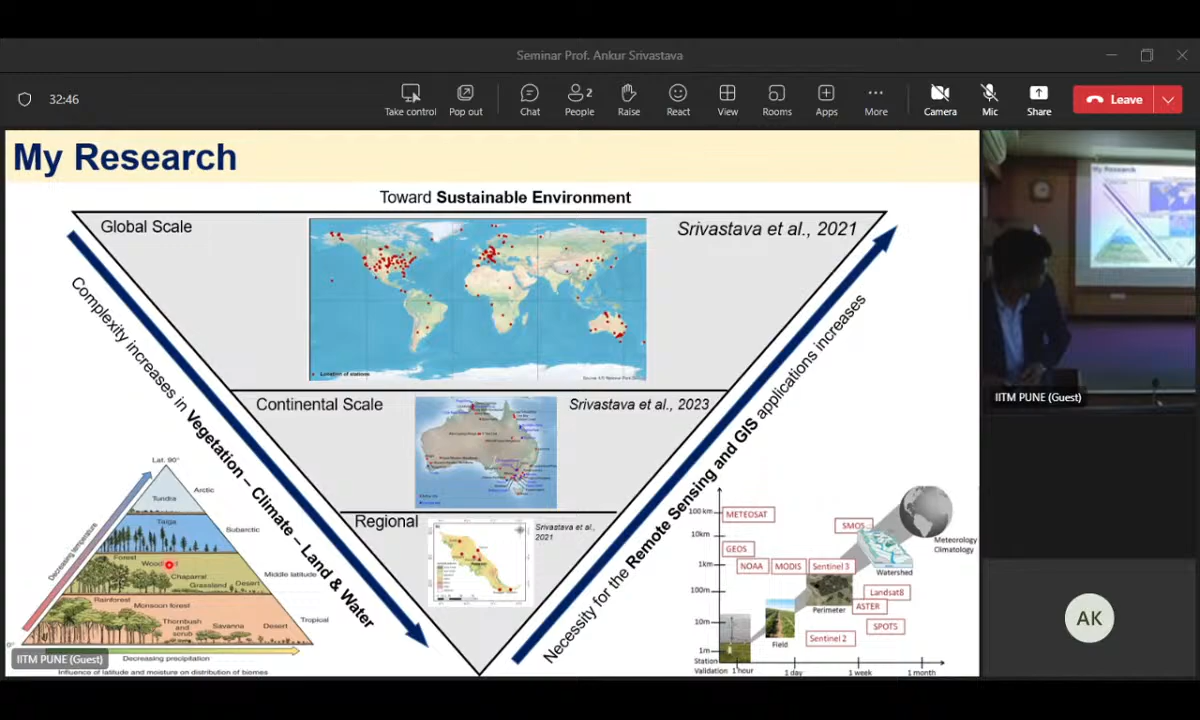 Seminar Prof. Ankur Srivastava
32:46
Take control
Pop out
Chat
People
2
Raise
React
View
Rooms
Apps
More
Camera
Mic
Share
Leave
My Research
Toward Sustainable Environment
Global Scale
Srivastava et al., 2021
Continental Scale
Srivastava et al., 2023
Regional
Srivastava et al.,
2021
Complexity increases in Vegetation – Climate – Land & Water
Necessity for the Remote Sensing and GIS applications increases
Lat. 90°
Tundra
Arctic
Taiga
Subarctic
Forest
Chaparral
Grassland
Desert
Middle latitude
Rainforest
Monsoon forest
Thornbush
and
scrub
Savanna
Desert
Tropical
0°
Decreasing temperature
Decreasing precipitation
Influence of latitude and moisture on distribution of biomes
IITM PUNE (Guest)
100 km
10km
1km
100m
10m
1m
METEOSAT
GEOS
NOAA
MODIS
Sentinel 3
SMOS
Landsat8
ASTER
SPOT5
Sentinel 2
Meteorology
Climatology
Watershed
Perimeter
Field
Station
Validation
1 hour
1 day
1 week
1 month
My Research
IITM PUNE (Guest)
AK